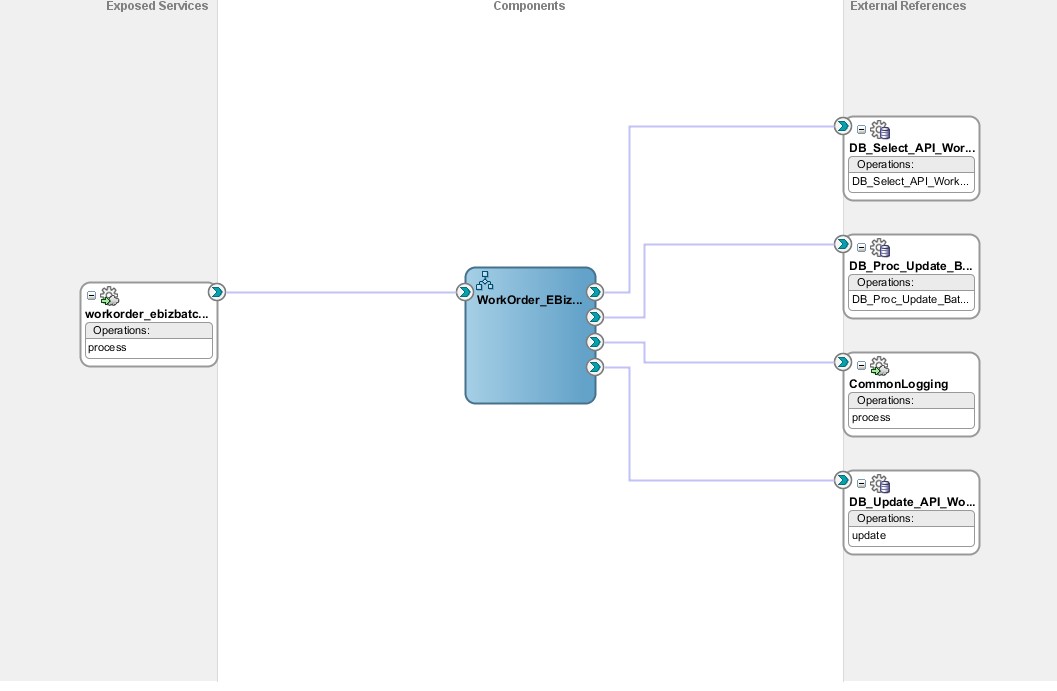 Exposed Services
Components
External References
workorder_ebizbatc...
Operations:
process
WorkOrder_EBiz...
DB_Select_API_Wor...
Operations:
DB_Select_API_Work...
DB_Proc_Update_B...
Operations:
DB_Proc_Update_Bat...
CommonLogging
Operations:
process
DB_Update_API_Wo...
Operations:
update